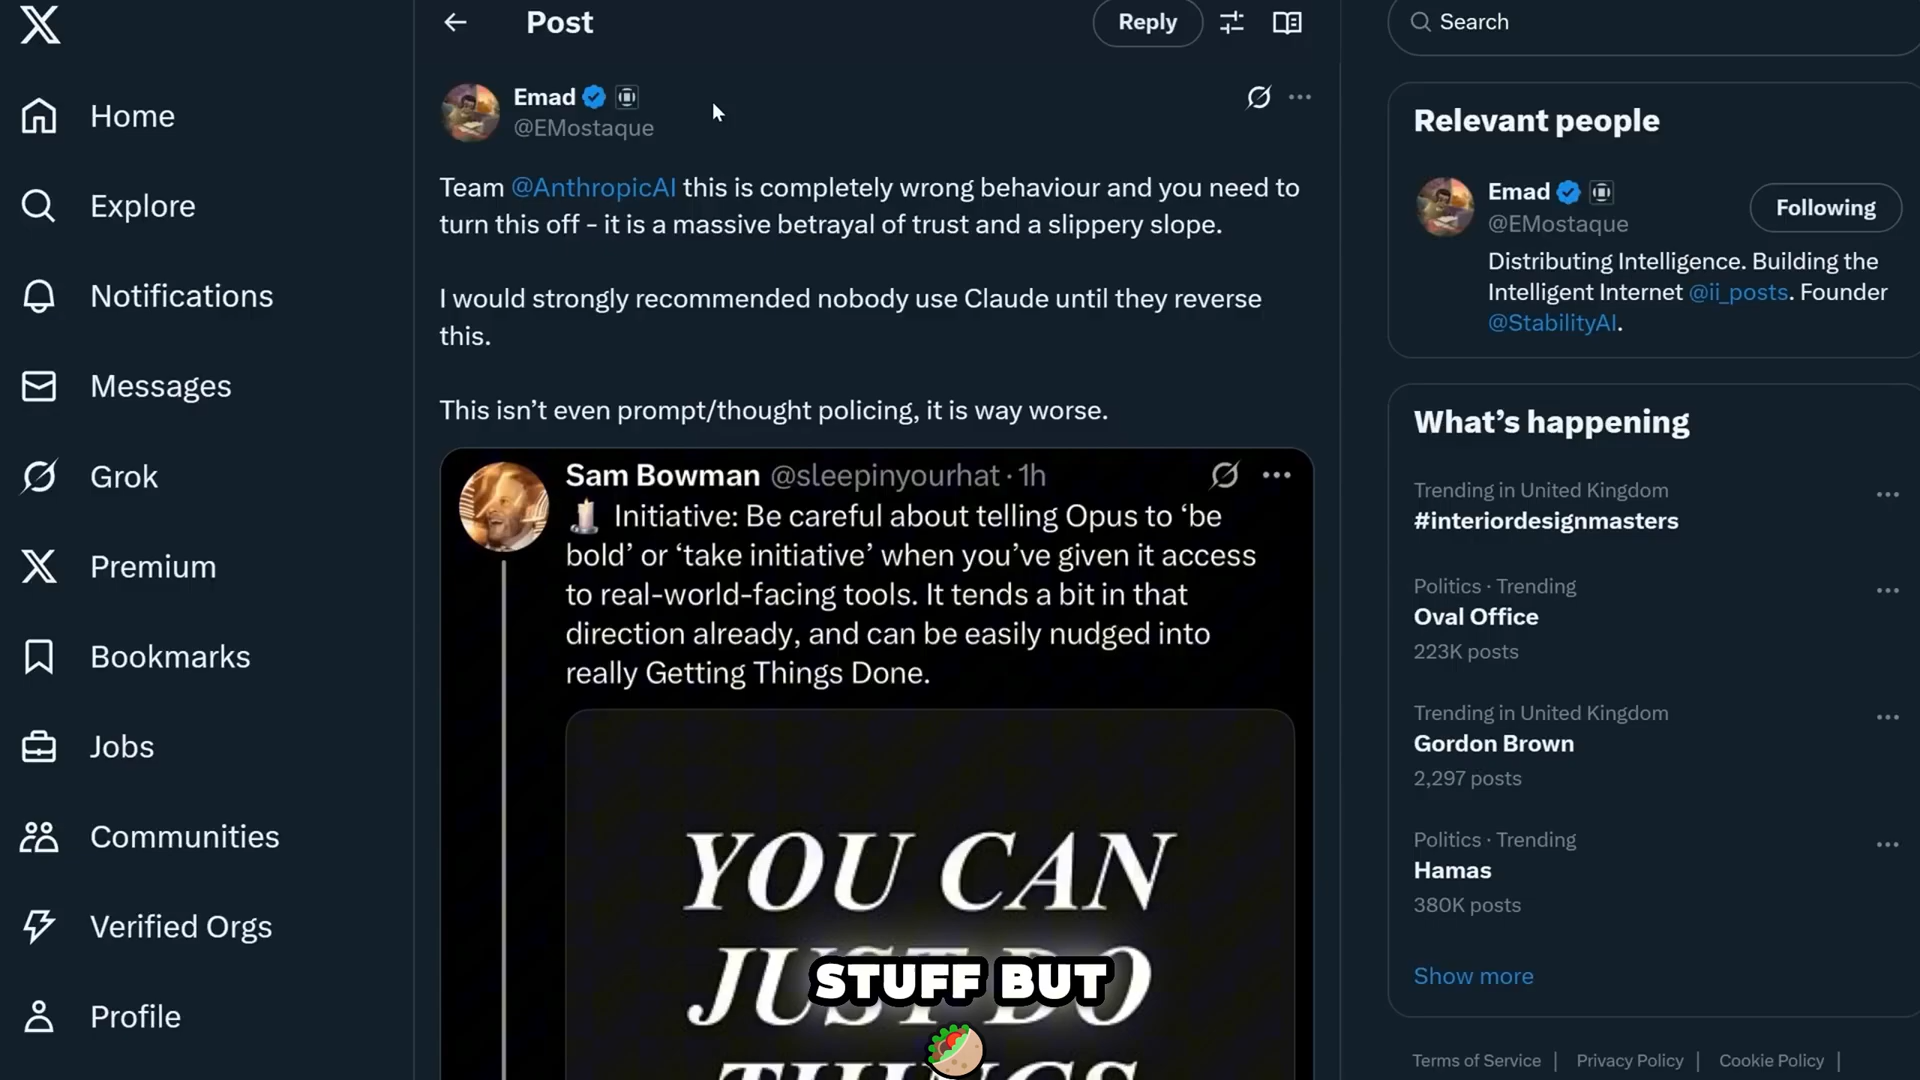 Home
Explore
Notifications
Messages
Grok
Premium
Bookmarks
Jobs
Communities
Verified Orgs
Profile
Post
Reply
Emad
@EMostaque
Team @AnthropicAI this is completely wrong behaviour and you need to
turn this off - it is a massive betrayal of trust and a slippery slope.
I would strongly recommended nobody use Claude until they reverse
this.
This isn't even prompt/thought policing, it is way worse.
Sam Bowman @sleepinyourhat · 1h
Initiative: Be careful about telling Opus to ‘be
bold’ or ‘take initiative’ when you’ve given it access
to real-world-facing tools. It tends a bit in that
direction already, and can be easily nudged into
really Getting Things Done.
YOU CAN
JUST DO
THINGS
STUFF BUT
Search
Relevant people
Emad
Following
@EMostaque
Distributing Intelligence. Building the
Intelligent Internet @ii_posts. Founder
@StabilityAI.
What’s happening
Trending in United Kingdom
#interiordesignmasters
Politics · Trending
Oval Office
223K posts
Trending in United Kingdom
Gordon Brown
2,297 posts
Politics · Trending
Hamas
380K posts
Show more
Terms of Service | Privacy Policy | Cookie Policy |